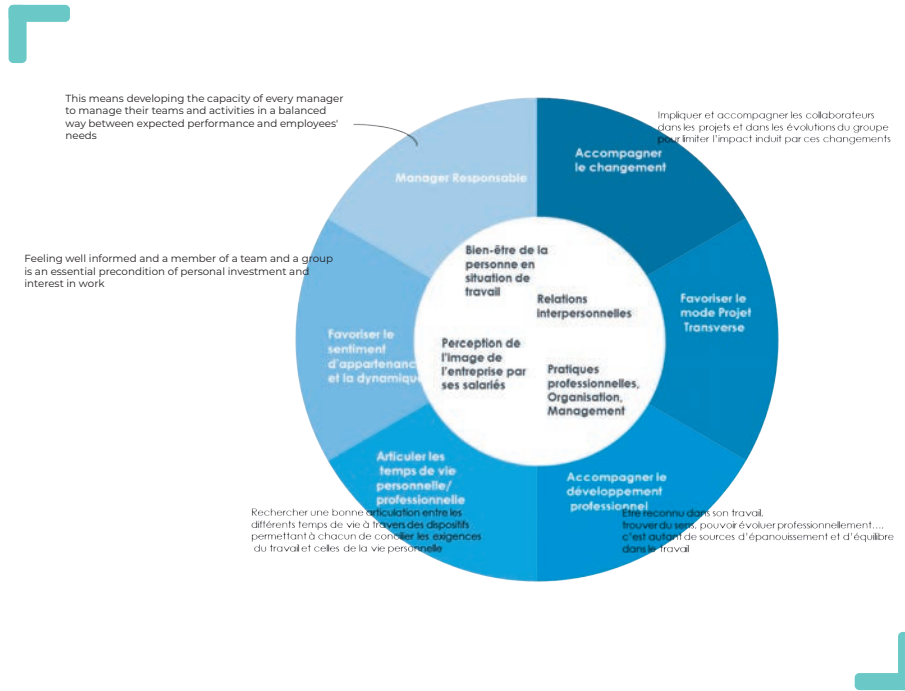 This means developing the capacity of every manager
to manage their teams and activities in a balanced
way between expected performance and employees'
needs
Impliquer et accompagner les collaborateurs
dans les projets et dans les évolutions du groupe
pour limiter l'impact induit par ces changements
Accompagner
le changement
Manager Responsable
Feeling well informed and a member of a team and a group
is an essential precondition of personal investment and
interest in work
Bien-être de la
personne en
situation de
travail
Relations
interpersonnelles
Favoriser le
mode Projet
Transverse
Favoriser le
sentiment
d'appartenanc
et la dynamiqu
Perception de
l'image de
l'entreprise par
ses salariés
Pratiques
professionnelles,
Organisation,
Management
Articuler les
temps de vie
personnelle/
professionnelle
Accompagner le
développement
professionnel
Rechercher une bonne articulation entre les
différents temps de vie à travers des dispositifs
permettant à chacun de concilier les exigences
du travail et celles de la vie personnelle
Etre reconnu dans son travail,
trouver du sens, pouvoir évoluer professionnellement....
c'est autant de sources d'épanouissement et d'équilibre
dans le travail